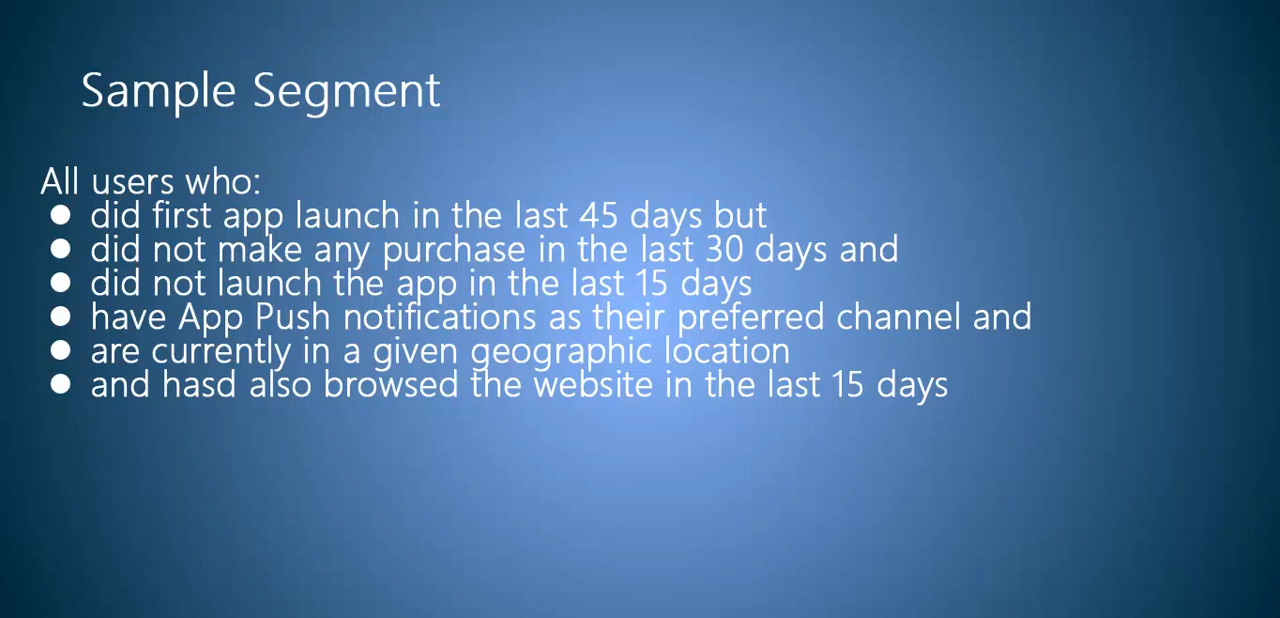 Sample Segment
All users who:
● did first app launch in the last 45 days but
● did not make any purchase in the last 30 days and
● did not launch the app in the last 15 days
● have App Push notifications as their preferred channel and
● are currently in a given geographic location
● and hasd also browsed the website in the last 15 days